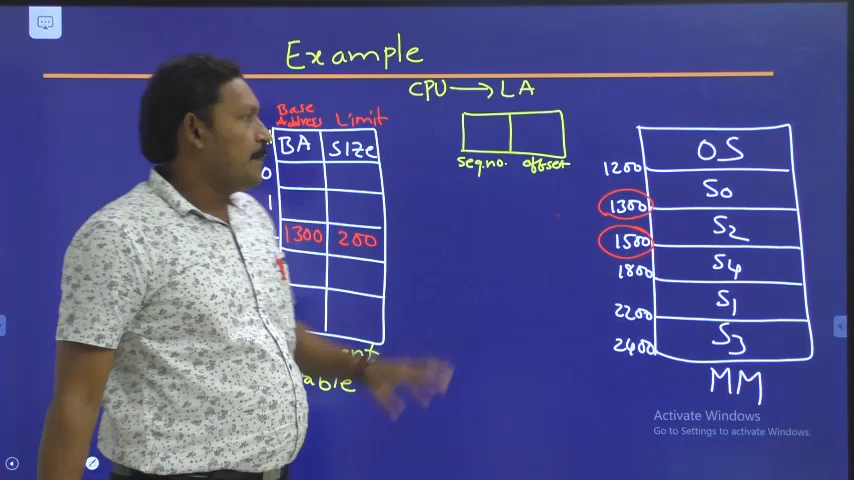 Example
CPU → LA
Base
Address Limit
BA Size
0
1
1300 200
able
seg.no. offset
OS
1200
S0
1300
S2
1500
S4
1800
S1
2200
S3
2400
MM
Activate Windows
Go to Settings to activate Windows.